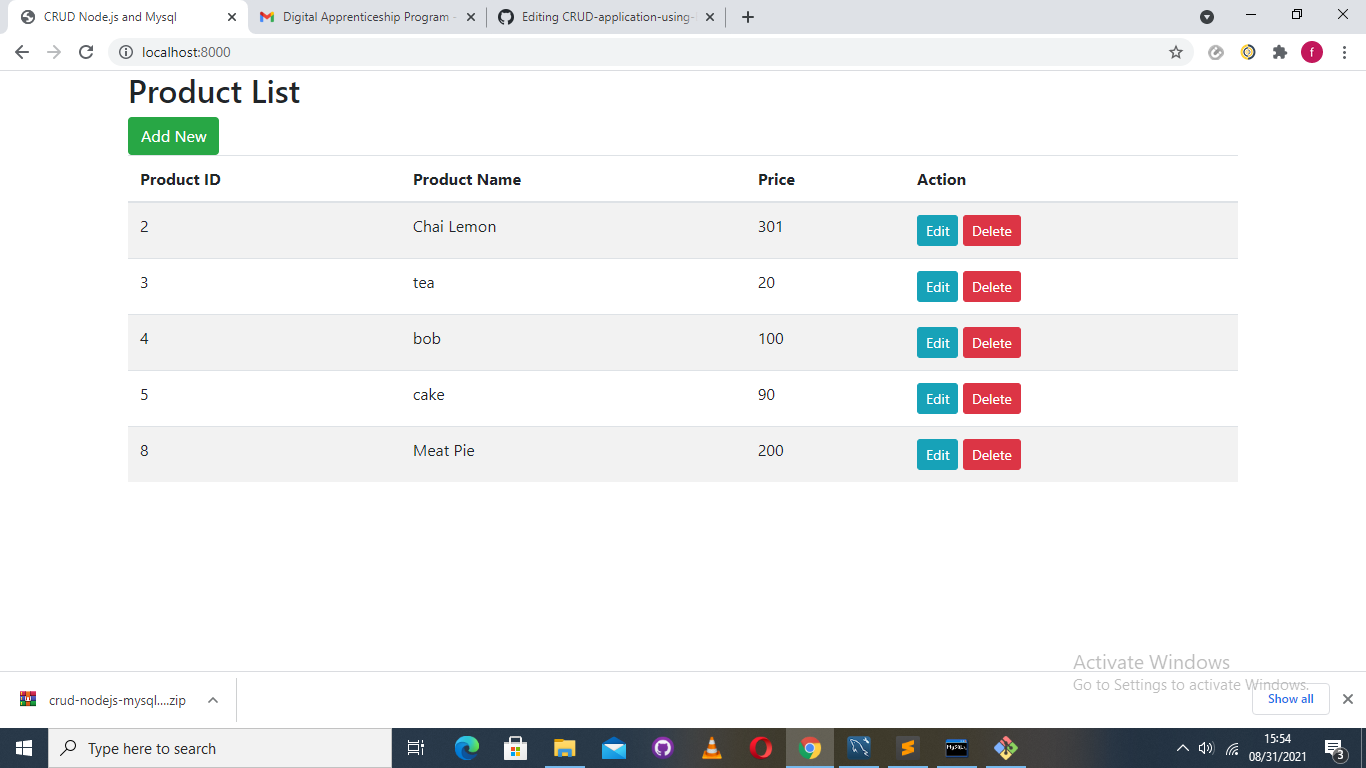 CRUD Node.js and Mysql
Digital Apprenticeship Program -
Editing CRUD-application-using-
localhost:8000
f
Product List
Add New
Product ID Product Name Price Action
2 Chai Lemon 301 Edit Delete
3 tea 20 Edit Delete
4 bob 100 Edit Delete
5 cake 90 Edit Delete
8 Meat Pie 200 Edit Delete
Activate Windows
Go to Settings to activate Windows.
crud-nodejs-mysql....zip
Show all
Type here to search
MySQL
15:54
08/31/2021
3